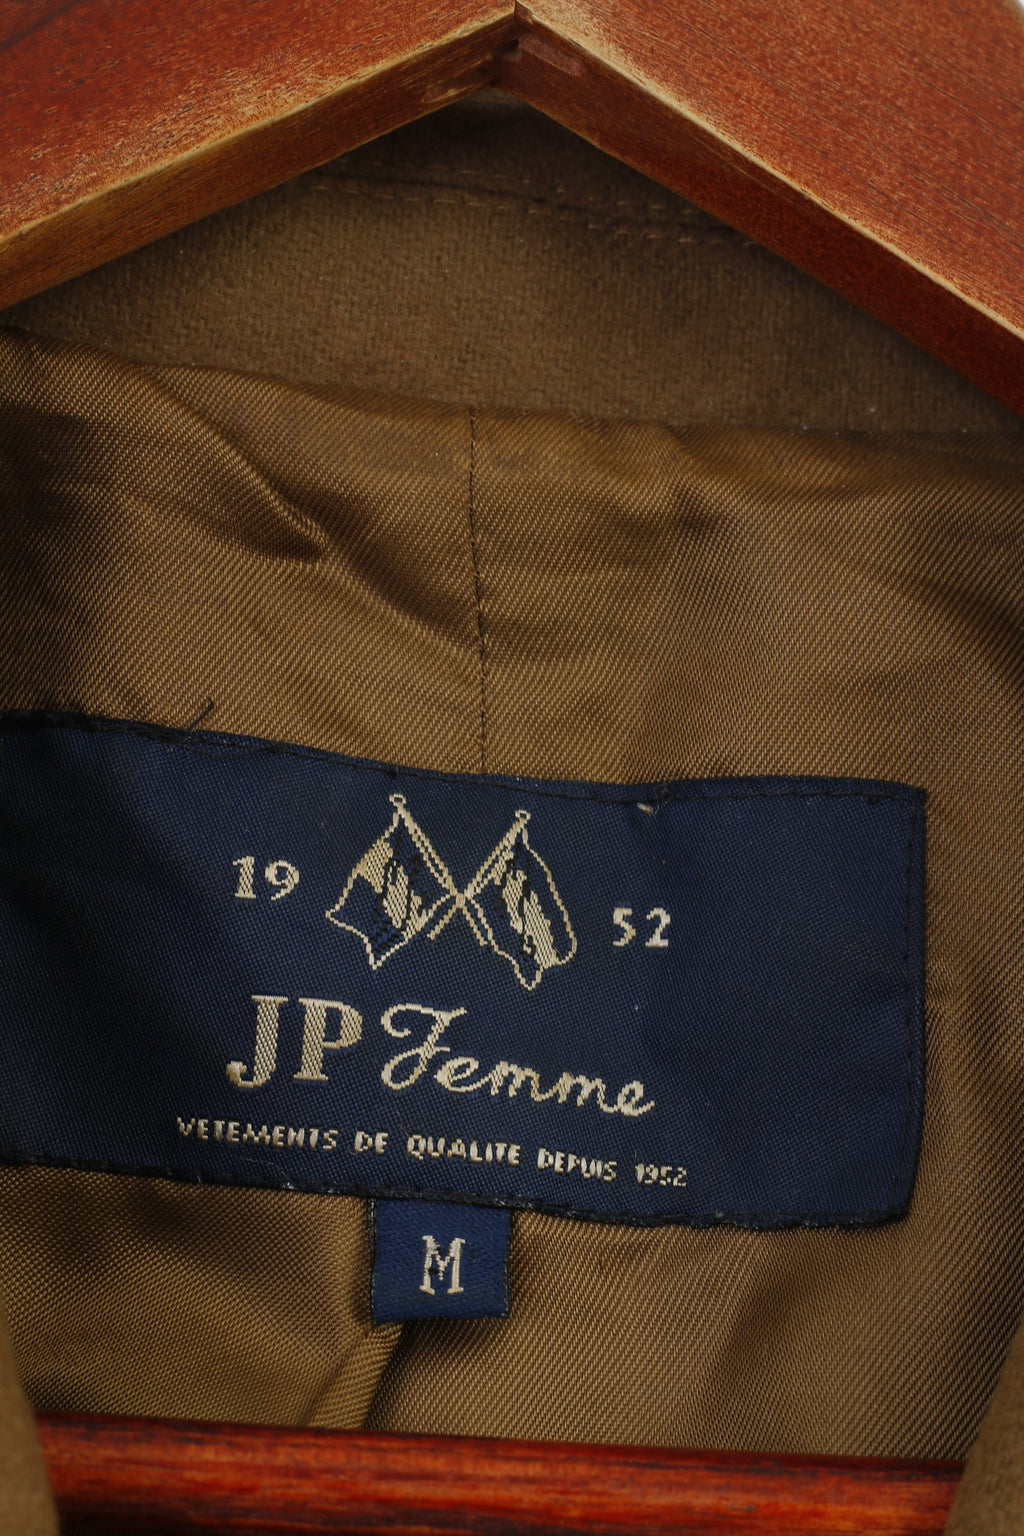 19 52
JP Femme
VETEMENTS DE QUALITE DEPUIS 1952
M